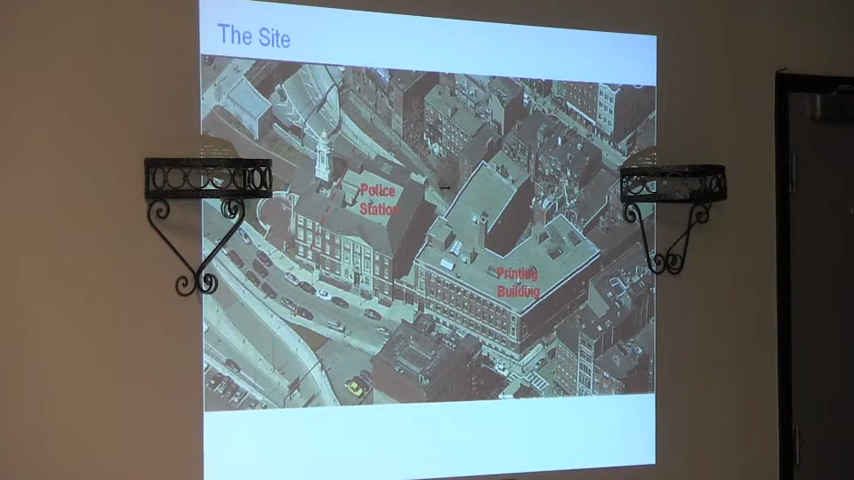 The Site
Police
Station
Printing
Building